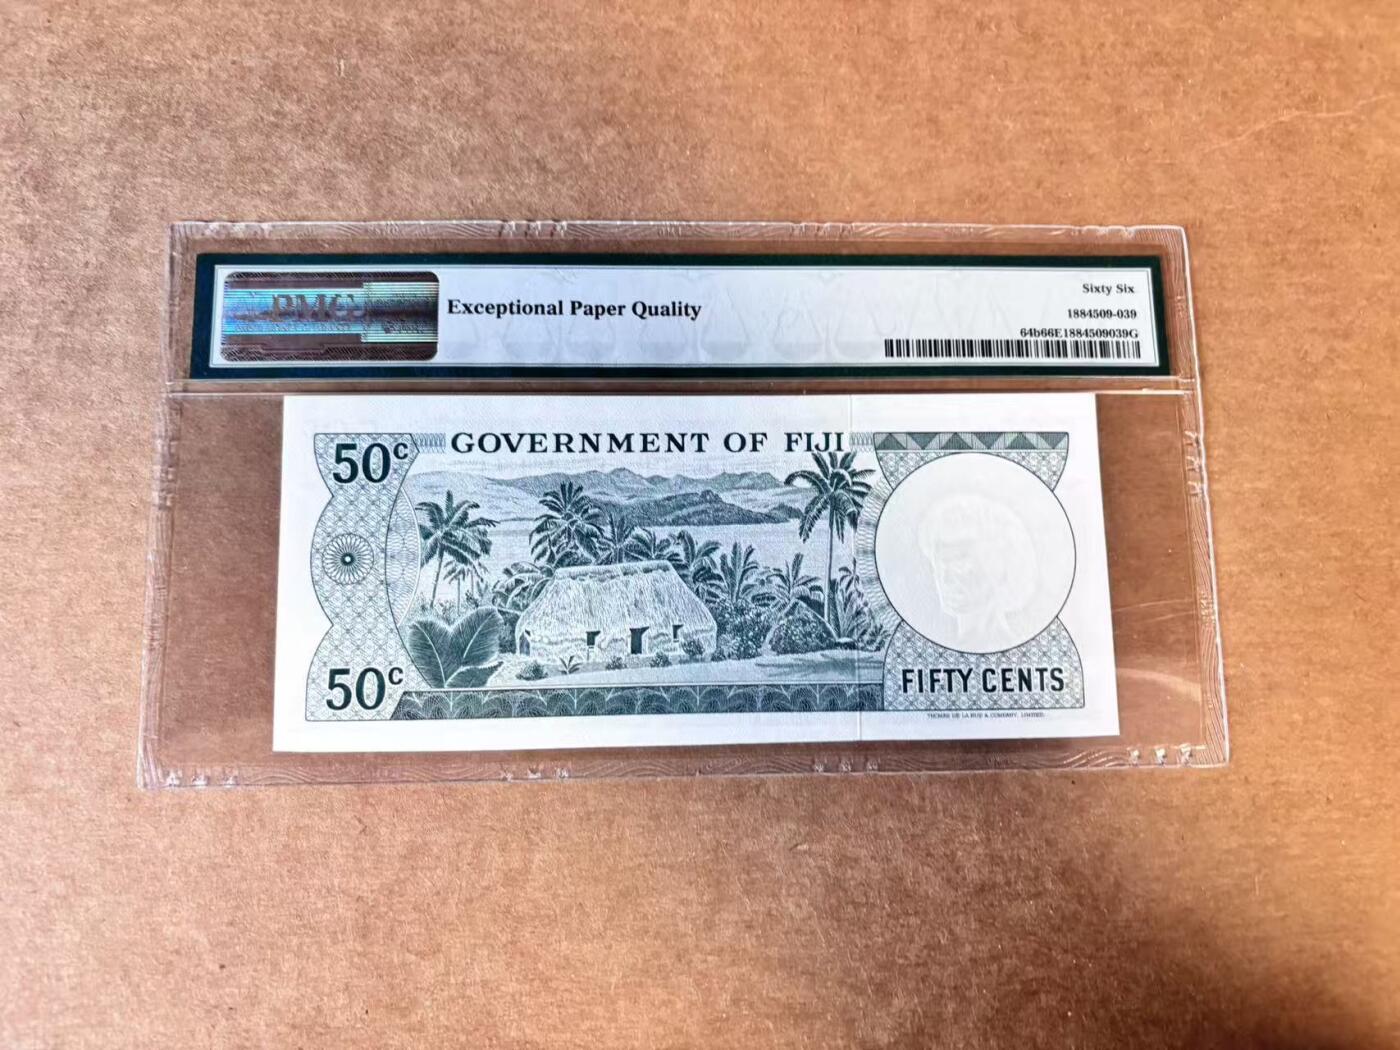 PMG
Exceptional Paper Quality
Sixty Six
1884509-039
64b66E1884509039G
GOVERNMENT OF FIJI
50c
50c
FIFTY CENTS
THOMAS DE LA RUE & COMPANY, LIMITED